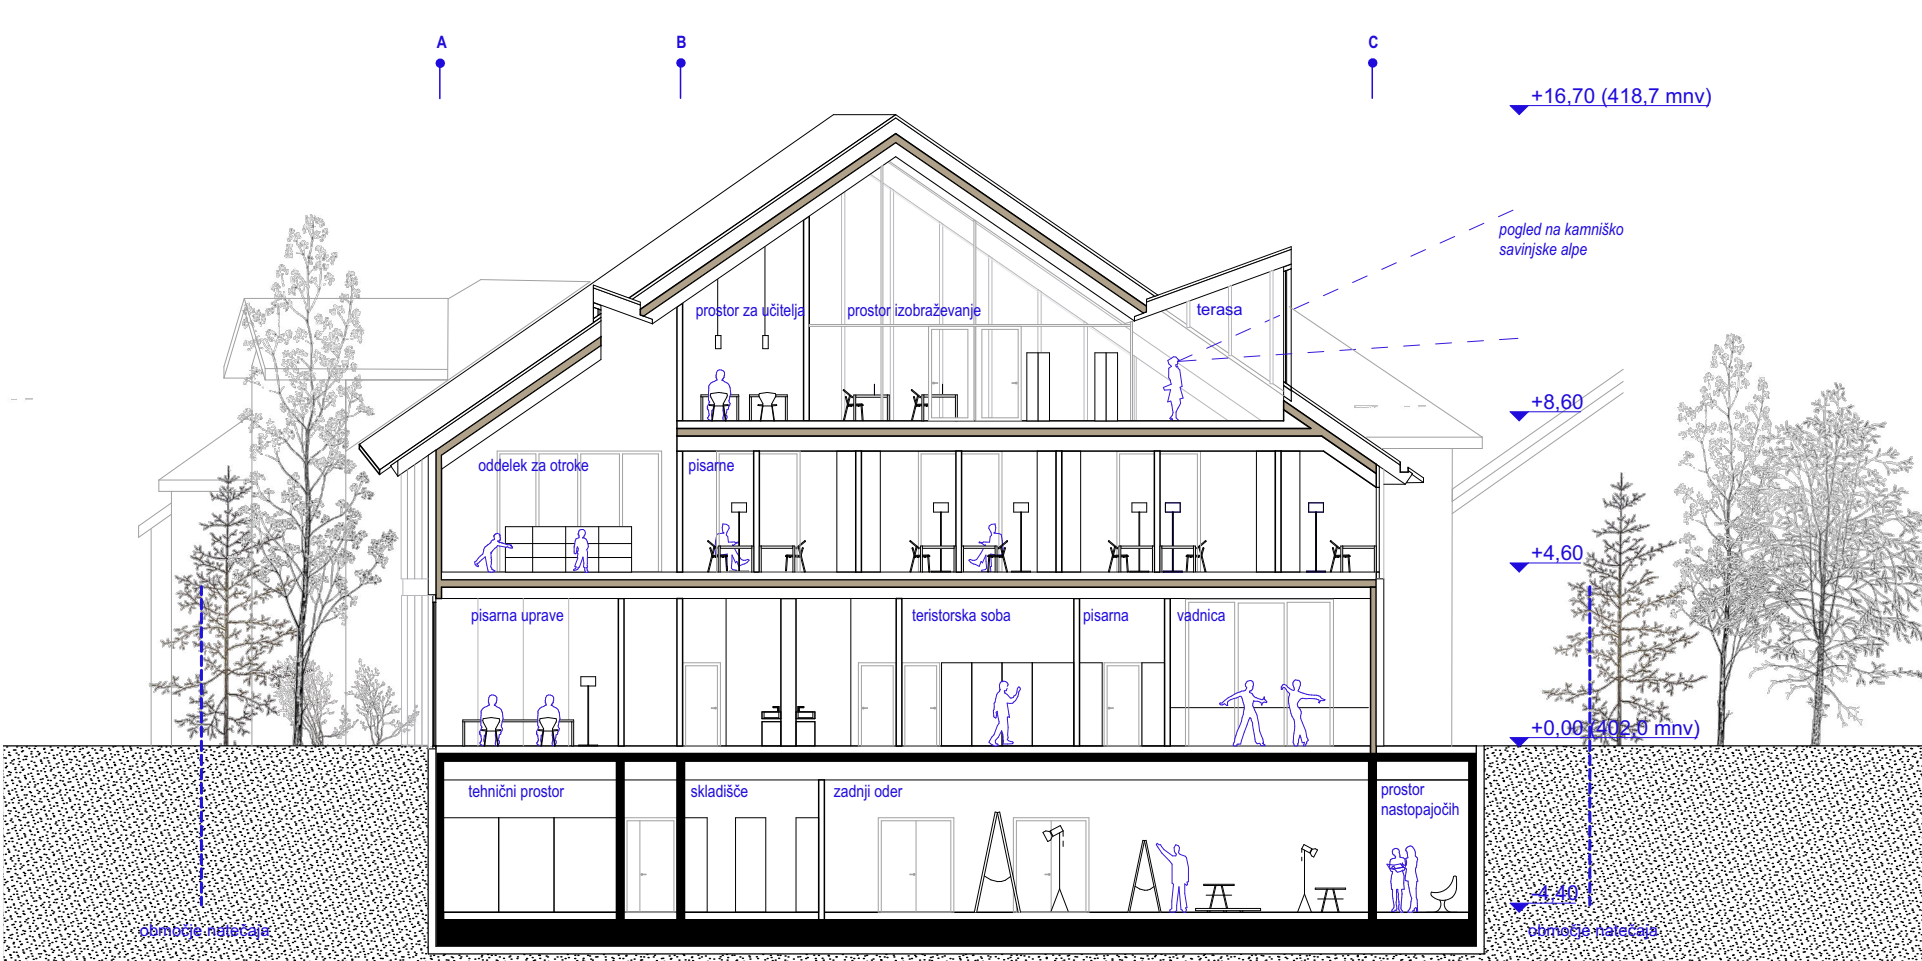 A
B
C
+16,70 (418,7 mnv)
pogled na kamniško
savinjske alpe
prostor za učitelja
prostor izobraževanje
terasa
+8,60
oddelek za otroke
pisarne
+4,60
pisarna uprave
teristorska soba
pisarna
vadnica
+0,00 (402,0 mnv)
tehnični prostor
skladišče
zadnji oder
prostor
nastopajočih
-4,40
območje natečaja
območje natečaja